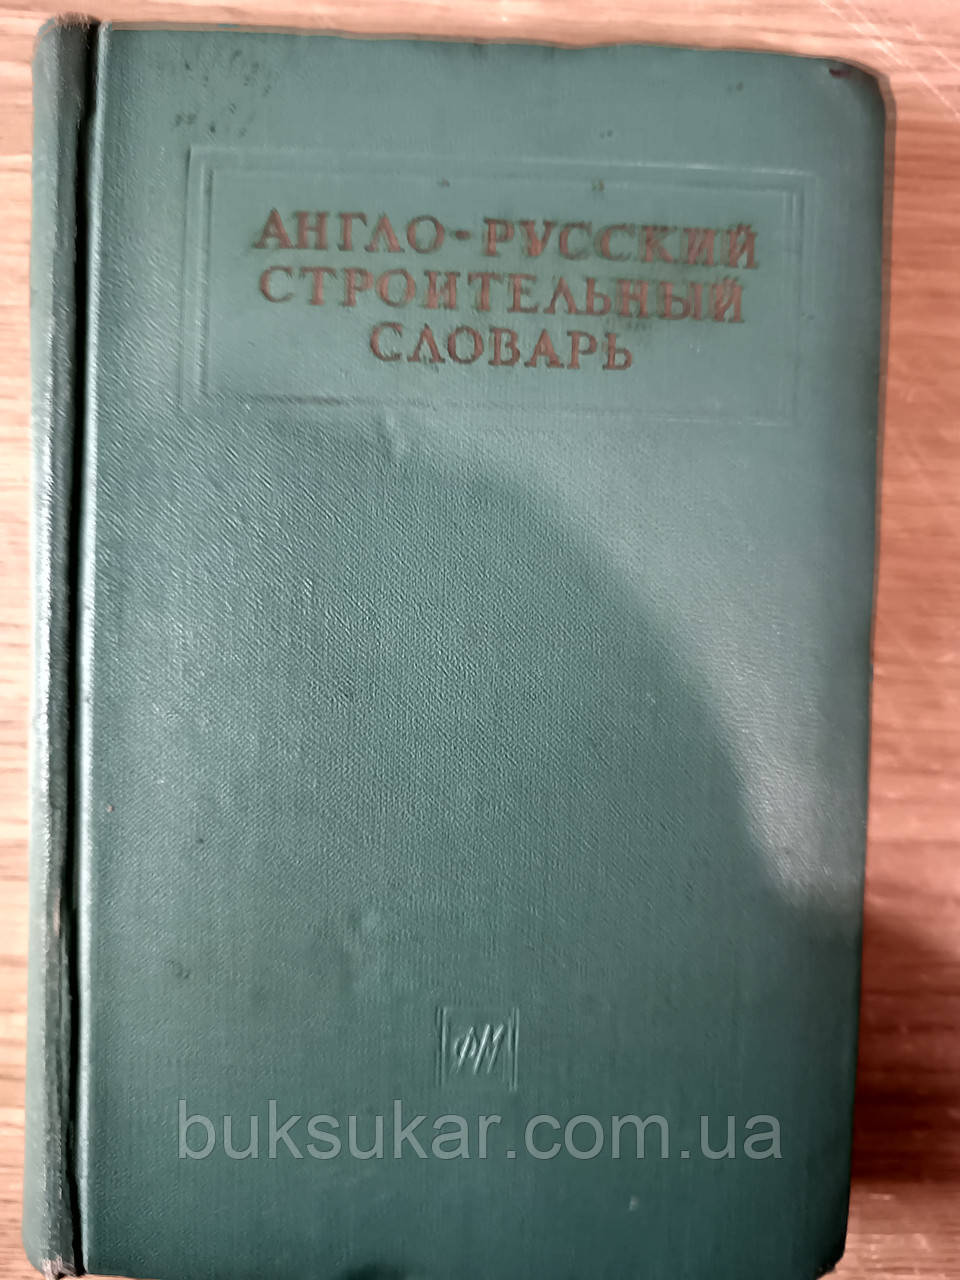 АНГЛО-РУССКИЙ
СТРОИТЕЛЬНЫЙ
СЛОВАРЬ
ФМ
buksukar.com.ua